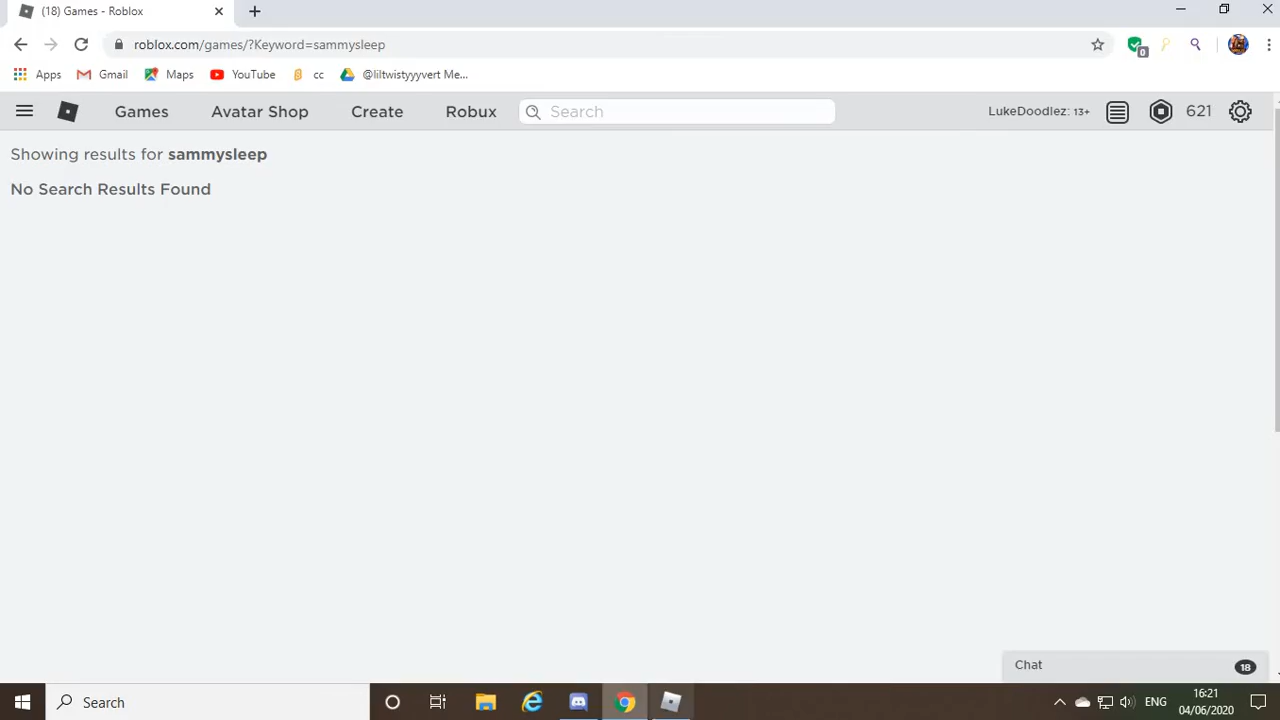 (18) Games - Roblox
roblox.com/games/?Keyword=sammysleep
0
Apps Gmail Maps YouTube cc @liltwistyyyvert Me...
Games Avatar Shop Create Robux Search LukeDoodlez: 13+ 621
Showing results for sammysleep
No Search Results Found
Chat 18
Search ENG 16:21
04/06/2020